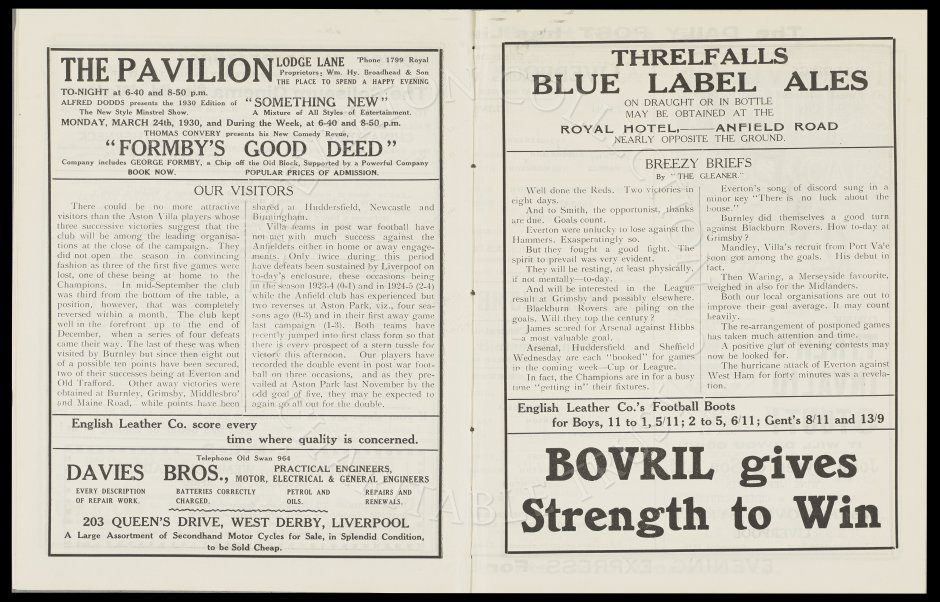 THE PAVILION
LODGE LANE 'Phone 1799 Royal
Proprietors; Wm. Hy. Broadhead & Son
THE PLACE TO SPEND A HAPPY EVENING
TO-NIGHT at 6-40 and 8-50 p.m.
ALFRED DODDS presents the 1930 Edition of "SOMETHING NEW"
The New Style Minstrel Show. A Mixture of All Styles of Entertainment.
MONDAY, MARCH 24th, 1930, and During the Week, at 6-40 and 8-50 p.m.
THOMAS CONVERY presents his New Comedy Revue,
"FORMBY'S GOOD DEED"
Company includes GEORGE FORMBY, a Chip off the Old Block, Supported by a Powerful Company
BOOK NOW. POPULAR PRICES OF ADMISSION.
OUR VISITORS
There could be no more attractive
visitors than the Aston Villa players whose
three successive victories suggest that the
club will be among the leading organisa-
tions at the close of the campaign. They
did not open the season in convincing
fashion as three of the first five games were
lost, one of these being at home to the
Champions. In mid-September the club
was third from the bottom of the table, a
position, however, that was completely
reversed within a month. The club kept
well in the forefront up to the end of
December, when a series of four defeats
came their way. The last of these was when
visited by Burnley but since then eight out
of a possible ten points have been secured,
two of their successes being at Everton and
Old Trafford. Other away victories were
obtained at Burnley, Grimsby, Middlesbro'
and Maine Road, while points have been
shared at Huddersfield, Newcastle and
Birmingham.
Villa teams in post war football have
not met with much success against the
Anfielders either in home or away engage-
ments. Only twice during this period
have defeats been sustained by Liverpool on
to-day's enclosure, these occasions being
in the season 1923-4 (0-1) and in 1924-5 (2-4)
while the Anfield club has experienced but
two reverses at Aston Park, viz., four sea-
sons ago (0-3) and in their first away game
last campaign (1-3). Both teams have
recently jumped into first class form so that
there is every prospect of a stern tussle for
victory this afternoon. Our players have
recorded the double event in post war foot-
ball on three occasions, and as they pre-
vailed at Aston Park last November by the
odd goal of five, they may be expected to
again go all out for the double.
English Leather Co. score every
time where quality is concerned.
Telephone Old Swan 964
DAVIES BROS., PRACTICAL ENGINEERS,
MOTOR, ELECTRICAL & GENERAL ENGINEERS
EVERY DESCRIPTION BATTERIES CORRECTLY PETROL AND REPAIRS AND
OF REPAIR WORK. CHARGED. OILS. RENEWALS.
203 QUEEN'S DRIVE, WEST DERBY, LIVERPOOL
A Large Assortment of Secondhand Motor Cycles for Sale, in Splendid Condition,
to be Sold Cheap.
THRELFALLS
BLUE LABEL ALES
ON DRAUGHT OR IN BOTTLE
MAY BE OBTAINED AT THE
ROYAL HOTEL,——ANFIELD ROAD
NEARLY OPPOSITE THE GROUND.
BREEZY BRIEFS
By "THE GLEANER."
Well done the Reds. Two victories in
eight days.
And to Smith, the opportunist, thanks
are due. Goals count.
Everton were unlucky to lose against the
Hammers. Exasperatingly so.
But they fought a good fight. The
spirit to prevail was very evident.
They will be resting, at least physically,
if not mentally—to-day.
And will be interested in the League
result at Grimsby and possibly elsewhere.
Blackburn Rovers are piling on the
goals. Will they top the century?
James scored for Arsenal against Hibbs
—a most valuable goal.
Arsenal, Huddersfield and Sheffield
Wednesday are each "booked" for games
in the coming week—Cup or League.
In fact, the Champions are in for a busy
time "getting in" their fixtures.
Everton's song of discord sung in a
minor key "There is no luck about the
house."
Burnley did themselves a good turn
against Blackburn Rovers. How to-day at
Grimsby?
Mandley, Villa's recruit from Port Vale
soon got among the goals. His debut in
fact.
Then Waring, a Merseyside favourite,
weighed in also for the Midlanders.
Both our local organisations are out to
improve their goal average. It may count
heavily.
The re-arrangement of postponed games
has taken much attention and time.
A positive glut of evening contests may
now be looked for.
The hurricane attack of Everton against
West Ham for forty minutes was a revela-
tion.
English Leather Co.'s Football Boots
for Boys, 11 to 1, 5/11; 2 to 5, 6/11; Gent's 8/11 and 13/9
BOVRIL gives
Strength to Win